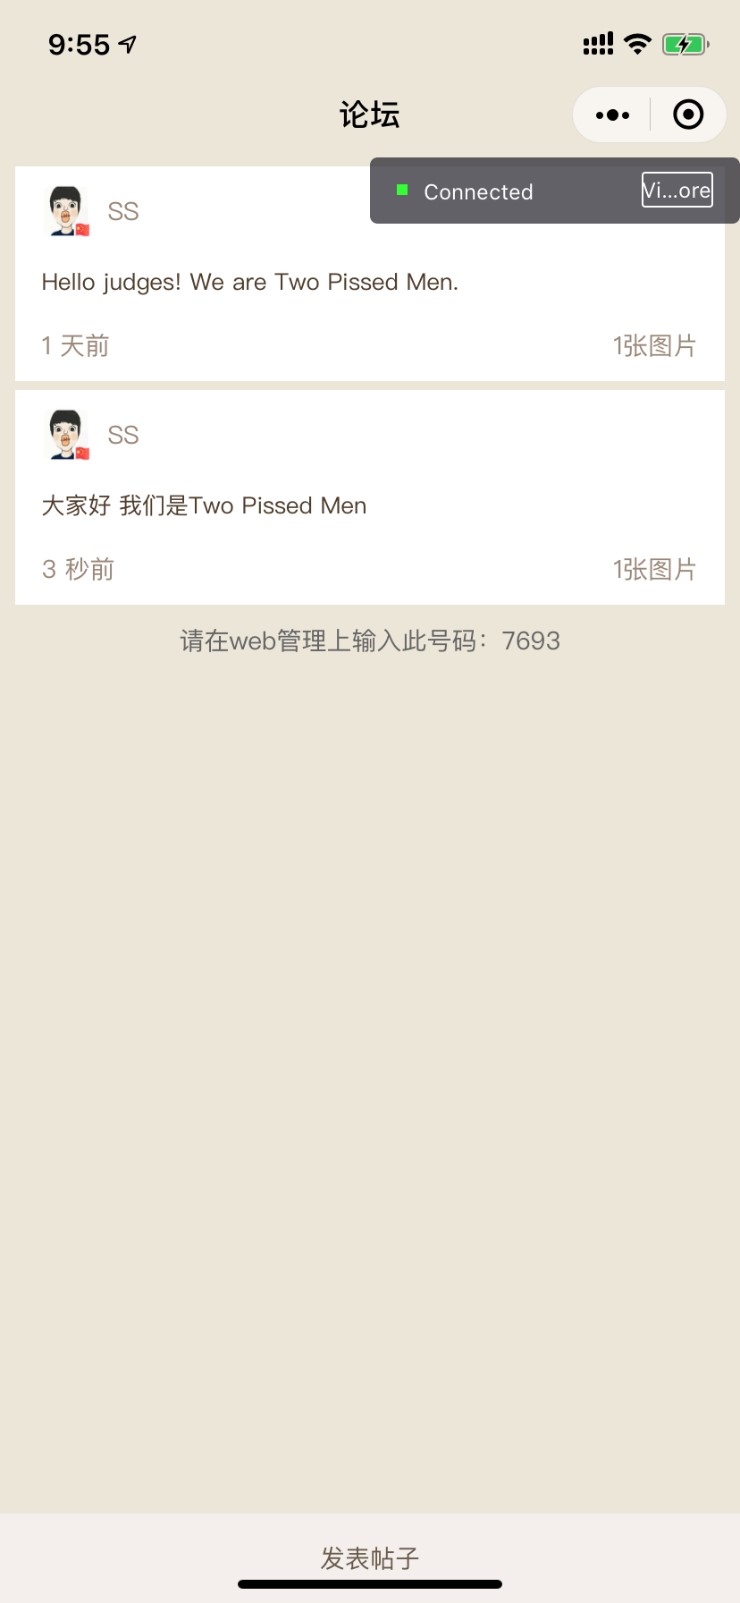 9:55
论坛
Connected
Vi...ore
SS
Hello judges! We are Two Pissed Men.
1 天前
1张图片
SS
大家好 我们是Two Pissed Men
3 秒前
1张图片
请在web管理上输入此号码：7693
发表帖子